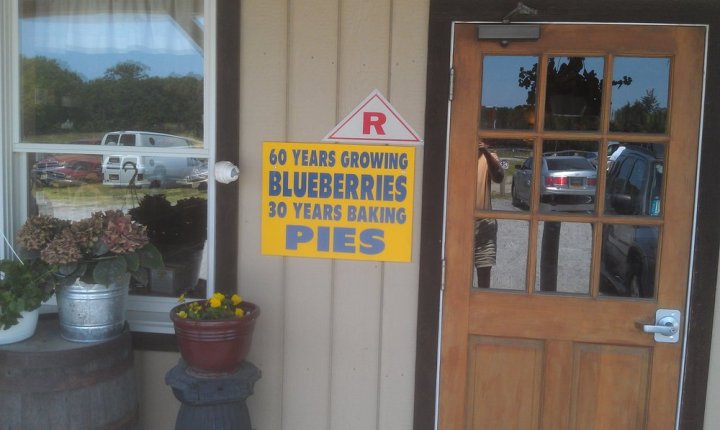 R
60 YEARS GROWING
BLUEBERRIES
30 YEARS BAKING
PIES